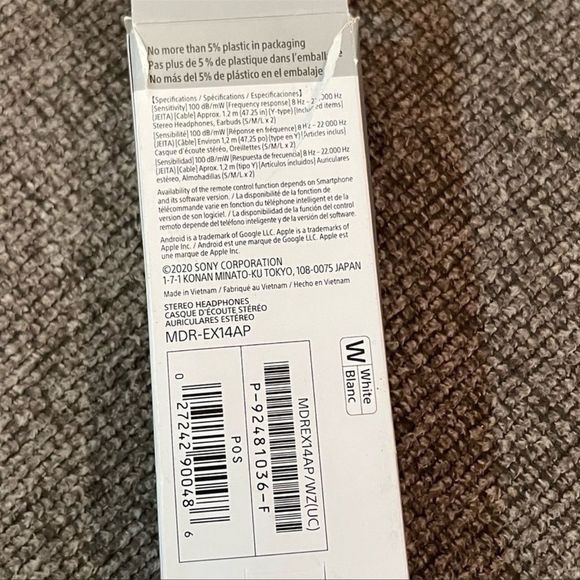 No more than 5% plastic in packaging
Pas plus de 5 % de plastique dans l'emballage
No más del 5% de plástico en el embalaje
[Specifications / Spécifications / Especificaciones]
[Sensitivity] 100 dB/mW [Frequency response] 8 Hz – 22 000 Hz
(JEITA) [Cable] Approx. 1.2 m (47.25 in) (Y-type) [Included items]
Stereo Headphones, Earbuds (S/M/L x 2)
[Sensibilité] 100 dB/mW [Réponse en fréquence] 8 Hz – 22 000 Hz
(JEITA) [Câble] Environ 1,2 m (47,25 po) (type en Y) [Articles inclus]
Casque d'écoute stéréo, Oreillettes (S/M/L x 2)
[Sensibilidad] 100 dB/mW [Respuesta de frecuencia] 8 Hz – 22.000 Hz
(JEITA) [Cable] Aprox. 1,2 m (tipo Y) [Artículos incluidos] Auriculares
estéreo, Almohadillas (S/M/L x 2)
Availability of the remote control function depends on Smartphone
and its software version. / La disponibilité de la fonction de
télécommande varie en fonction du téléphone intelligent et de la
version de son logiciel. / La disponibilidad de la función del control
remoto depende del teléfono inteligente y de la versión del software.
Android is a trademark of Google LLC. Apple is a trademark of
Apple Inc. / Android est une marque de Google LLC. Apple est
une marque de Apple Inc.
©2020 SONY CORPORATION
1-7-1 KONAN MINATO-KU TOKYO, 108-0075 JAPAN
Made in Vietnam / Fabriqué au Vietnam / Hecho en Vietnam
STEREO HEADPHONES
CASQUE D'ÉCOUTE STÉRÉO
AURICULARES ESTÉREO
MDR-EX14AP
W
White
Blanc
MDREX14AP/WZ(UC)
P-92481036-F
POS
0 27242 90048 6